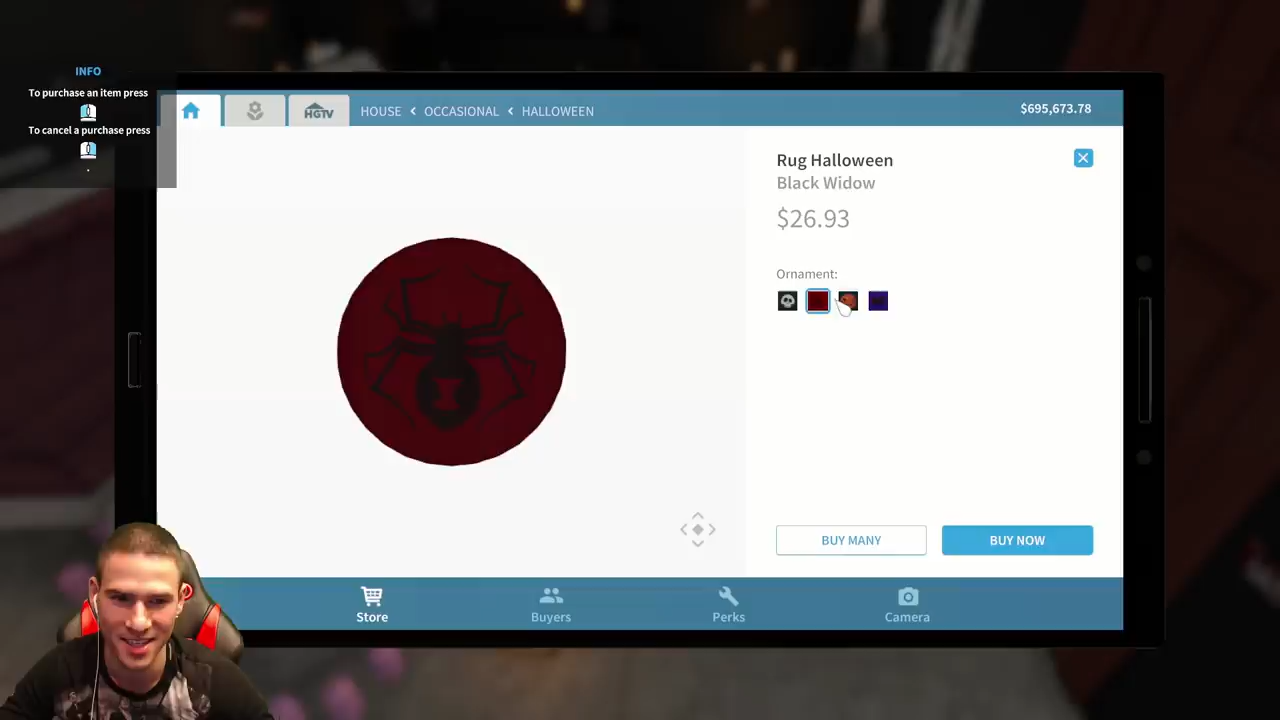 INFO
To purchase an item press
To cancel a purchase press
.
HGTV
HOUSE < OCCASIONAL < HALLOWEEN
$695,673.78
Rug Halloween
Black Widow
$26.93
Ornament:
BUY MANY
BUY NOW
Store
Buyers
Perks
Camera